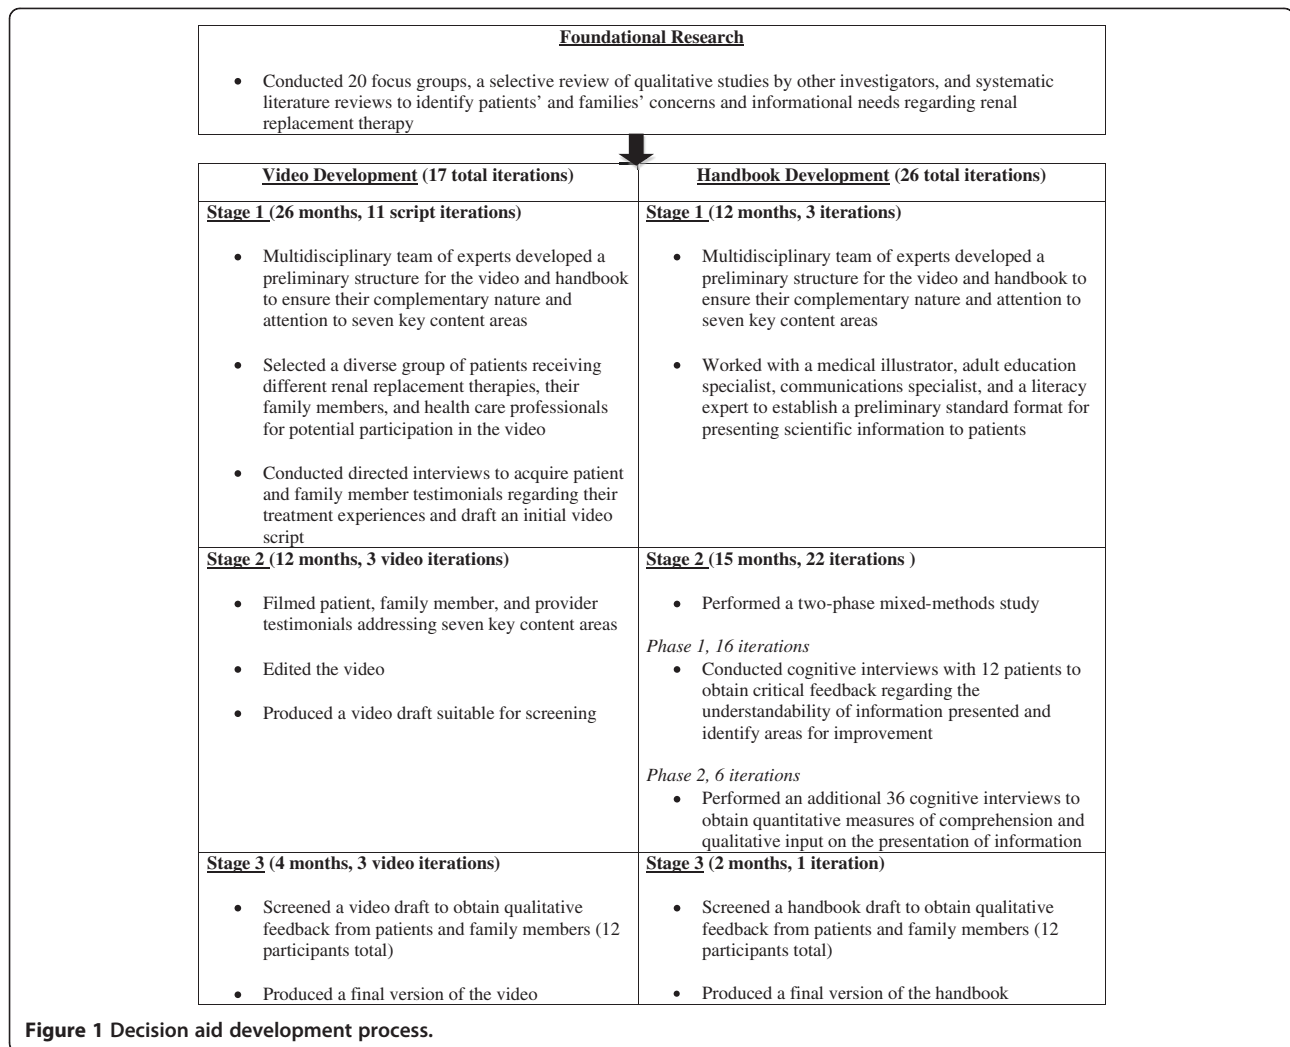 Foundational Research
• Conducted 20 focus groups, a selective review of qualitative studies by other investigators, and systematic
literature reviews to identify patients’ and families’ concerns and informational needs regarding renal
replacement therapy
Video Development (17 total iterations)
Handbook Development (26 total iterations)
Stage 1 (26 months, 11 script iterations)
• Multidisciplinary team of experts developed a
preliminary structure for the video and handbook
to ensure their complementary nature and
attention to seven key content areas
• Selected a diverse group of patients receiving
different renal replacement therapies, their
family members, and health care professionals
for potential participation in the video
• Conducted directed interviews to acquire patient
and family member testimonials regarding their
treatment experiences and draft an initial video
script
Stage 1 (12 months, 3 iterations)
• Multidisciplinary team of experts developed a
preliminary structure for the video and handbook to
ensure their complementary nature and attention to
seven key content areas
• Worked with a medical illustrator, adult education
specialist, communications specialist, and a literacy
expert to establish a preliminary standard format for
presenting scientific information to patients
Stage 2 (12 months, 3 video iterations)
• Filmed patient, family member, and provider
testimonials addressing seven key content areas
• Edited the video
• Produced a video draft suitable for screening
Stage 2 (15 months, 22 iterations )
• Performed a two-phase mixed-methods study
Phase 1, 16 iterations
• Conducted cognitive interviews with 12 patients to
obtain critical feedback regarding the
understandability of information presented and
identify areas for improvement
Phase 2, 6 iterations
• Performed an additional 36 cognitive interviews to
obtain quantitative measures of comprehension and
qualitative input on the presentation of information
Stage 3 (4 months, 3 video iterations)
• Screened a video draft to obtain qualitative
feedback from patients and family members (12
participants total)
• Produced a final version of the video
Stage 3 (2 months, 1 iteration)
• Screened a handbook draft to obtain qualitative
feedback from patients and family members (12
participants total)
• Produced a final version of the handbook
Figure 1 Decision aid development process.